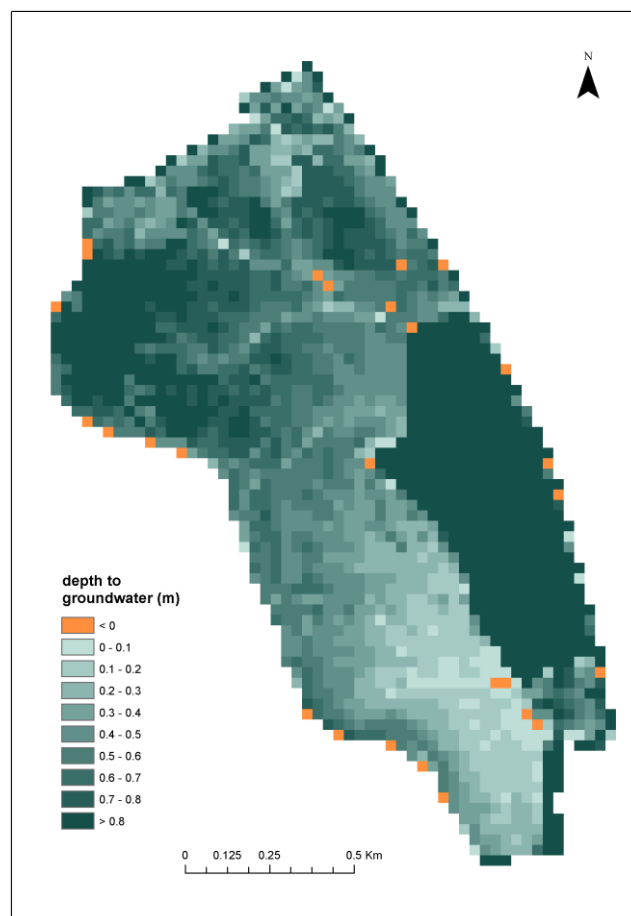 N
depth to
groundwater (m)
< 0
0 - 0.1
0.1 - 0.2
0.2 - 0.3
0.3 - 0.4
0.4 - 0.5
0.5 - 0.6
0.6 - 0.7
0.7 - 0.8
> 0.8
0 0.125 0.25 0.5 Km